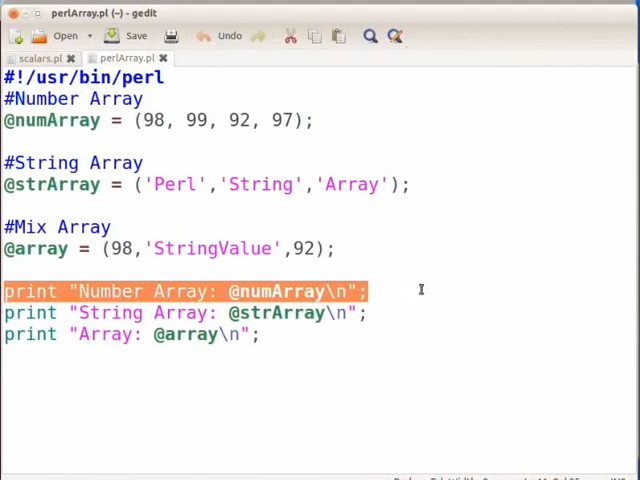 perlArray.pl (~) - gedit
Open Save Undo
scalars.pl perlArray.pl
#!/usr/bin/perl
#Number Array
@numArray = (98, 99, 92, 97);
#String Array
@strArray = ('Perl','String','Array');
#Mix Array
@array = (98,'StringValue',92);
print "Number Array: @numArray\n";
print "String Array: @strArray\n";
print "Array: @array\n";